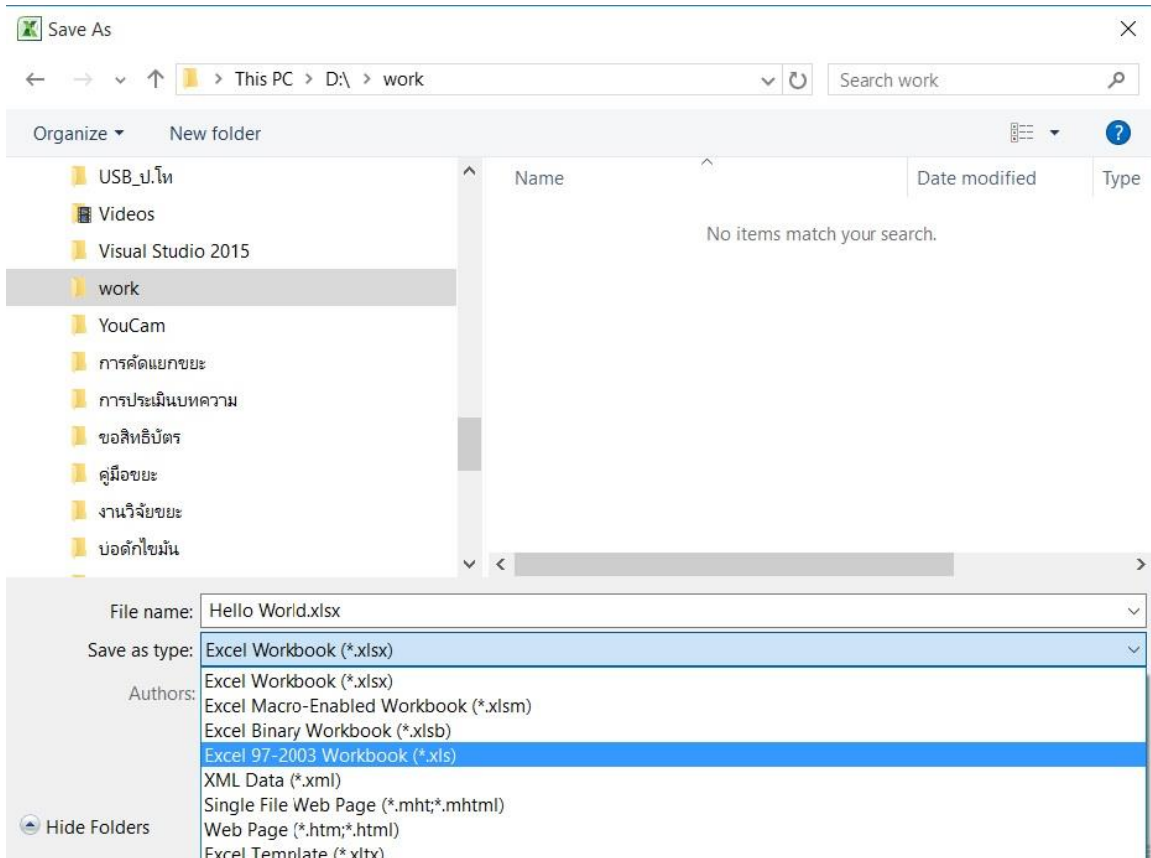 Save As
This PC > D:\ > work
Search work
Organize
New folder
USB_ป.โท
Videos
Visual Studio 2015
work
YouCam
การคัดแยกขยะ
การประเมินบทความ
ขอสิทธิบัตร
คู่มือขยะ
งานวิจัยขยะ
บ่อดักไขมัน
Name
Date modified
Type
No items match your search.
File name: Hello World.xlsx
Save as type: Excel Workbook (*.xlsx)
Authors:
Excel Workbook (*.xlsx)
Excel Macro-Enabled Workbook (*.xlsm)
Excel Binary Workbook (*.xlsb)
Excel 97-2003 Workbook (*.xls)
XML Data (*.xml)
Single File Web Page (*.mht;*.mhtml)
Web Page (*.htm;*.html)
Excel Template (*.xltx)
Hide Folders